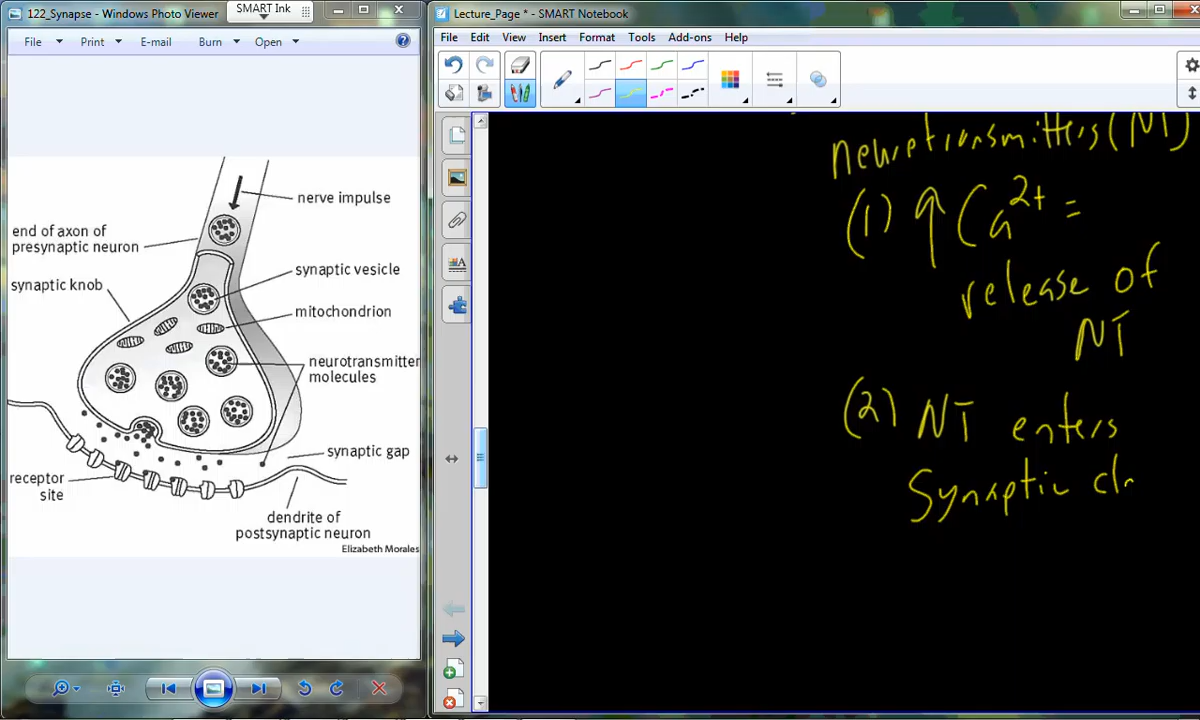 122_Synapse - Windows Photo Viewer
SMART Ink
File Print E-mail Burn Open
nerve impulse
end of axon of
presynaptic neuron
synaptic vesicle
synaptic knob
mitochondrion
neurotransmitter
molecules
synaptic gap
receptor
site
dendrite of
postsynaptic neuron
Elizabeth Morales
Lecture_Page * - SMART Notebook
File Edit View Insert Format Tools Add-ons Help
neurotransmitters (NT)
(1) ↑ Ca2+ =
release of
NT
(2) NT enters
Synaptic cl